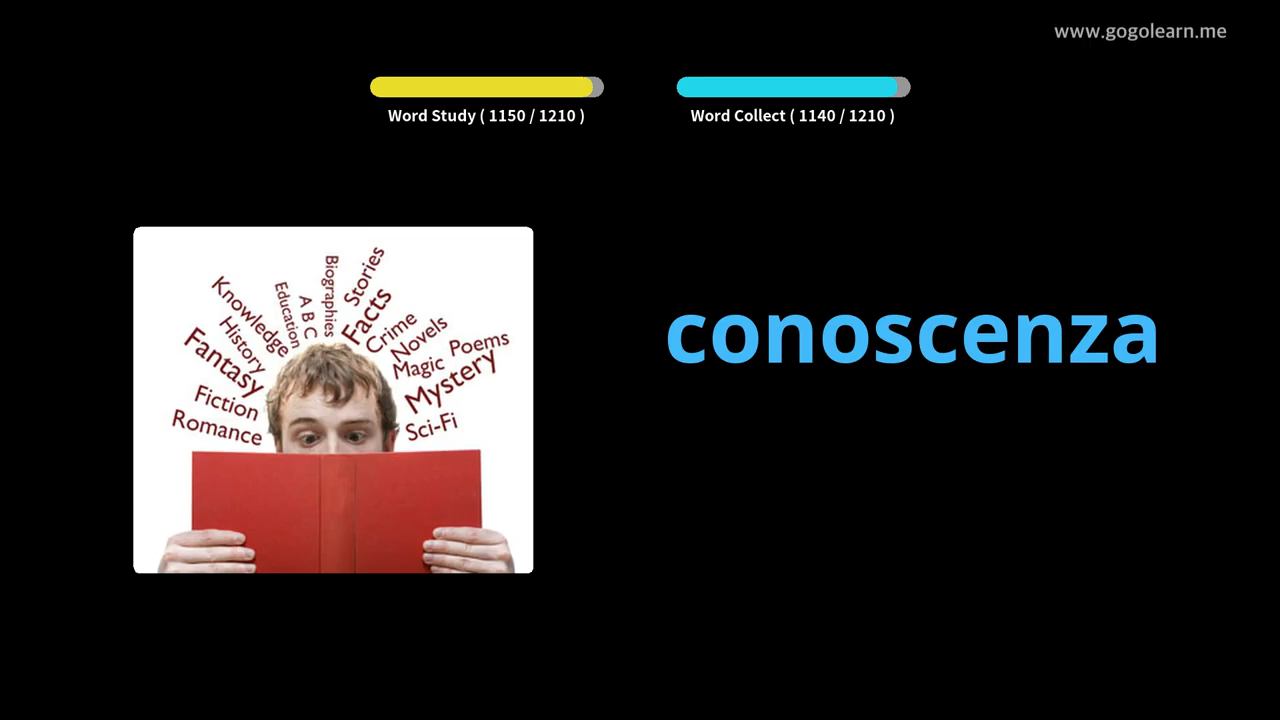 www.gogolearn.me
Word Study ( 1150 / 1210 )
Word Collect ( 1140 / 1210 )
Stories
Biographies
Facts
A B C
Education
Knowledge
Crime
History
Novels
Poems
Magic
Fantasy
Mystery
Fiction
Romance
Sci-Fi
conoscenza